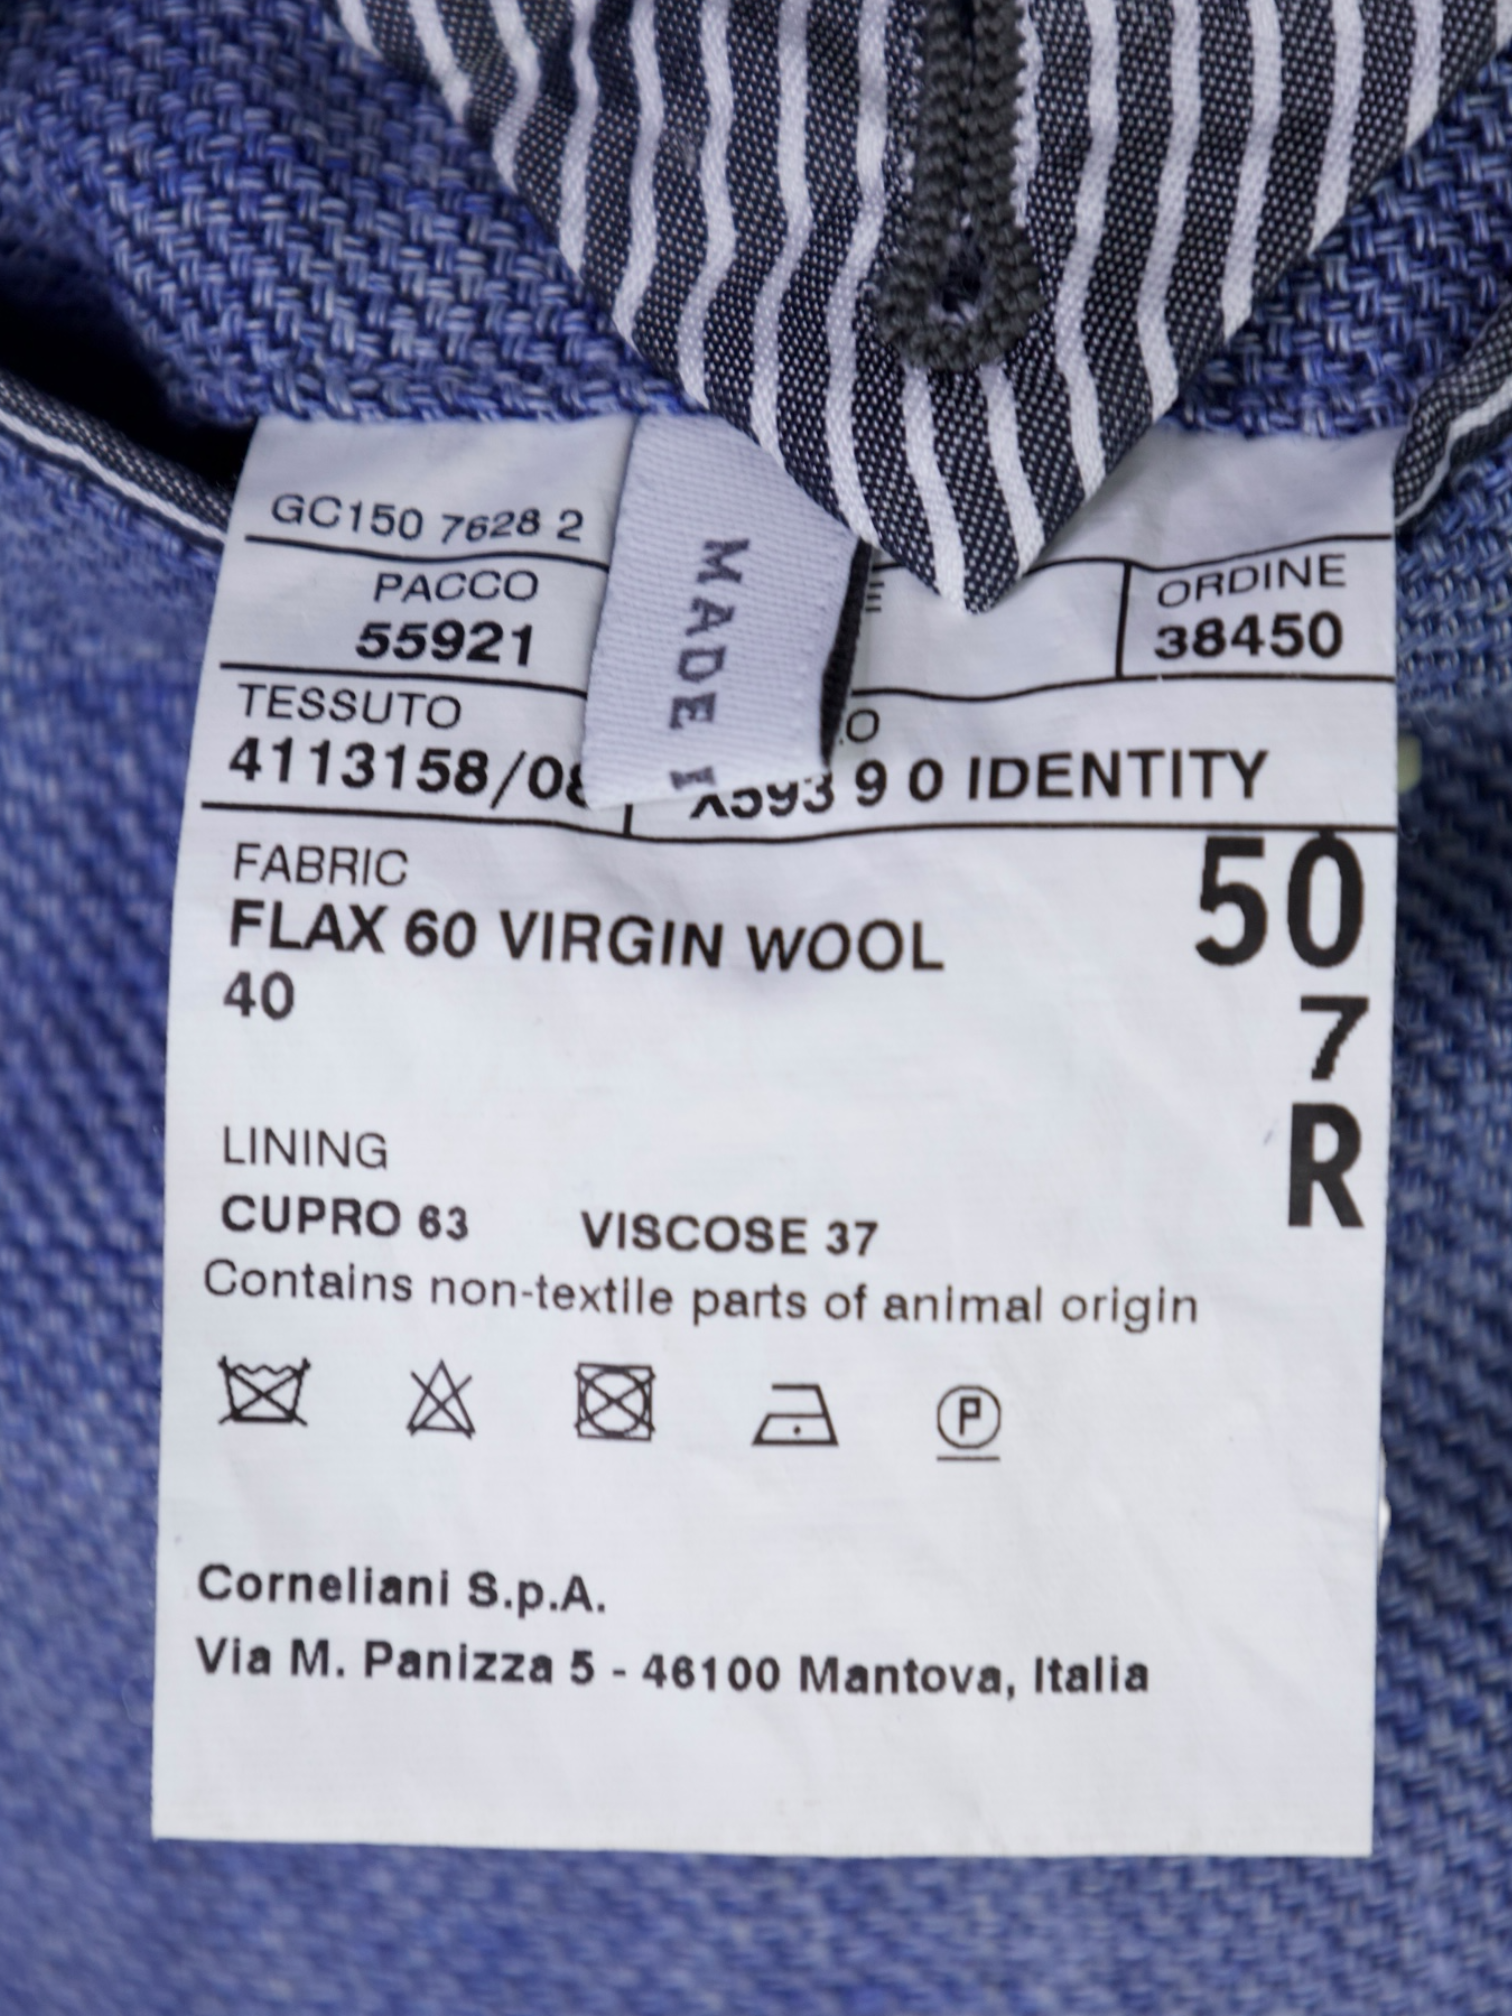 GC150 7628 2
PACCO
55921
ORDINE
38450
TESSUTO
4113158/08
X593 9 0 IDENTITY
MADE I
FABRIC
FLAX 60 VIRGIN WOOL
40
50
7
R
LINING
CUPRO 63 VISCOSE 37
Contains non-textile parts of animal origin
P
Corneliani S.p.A.
Via M. Panizza 5 - 46100 Mantova, Italia